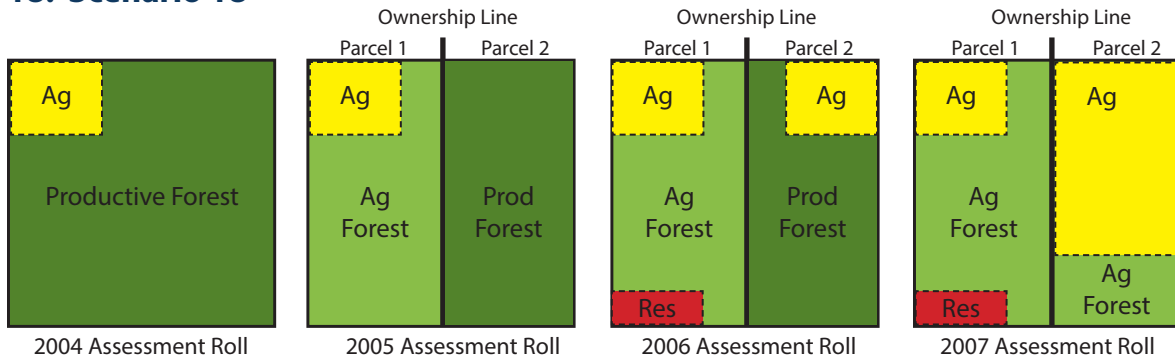 Ownership Line
Ownership Line
Ownership Line
Parcel 1
Parcel 2
Parcel 1
Parcel 2
Parcel 1
Parcel 2
Ag
Productive Forest
2004 Assessment Roll
Ag
Ag
Forest
Prod
Forest
2005 Assessment Roll
Ag
Ag
Ag
Forest
Prod
Forest
Res
2006 Assessment Roll
Ag
Ag
Ag
Forest
Ag
Forest
Res
2007 Assessment Roll